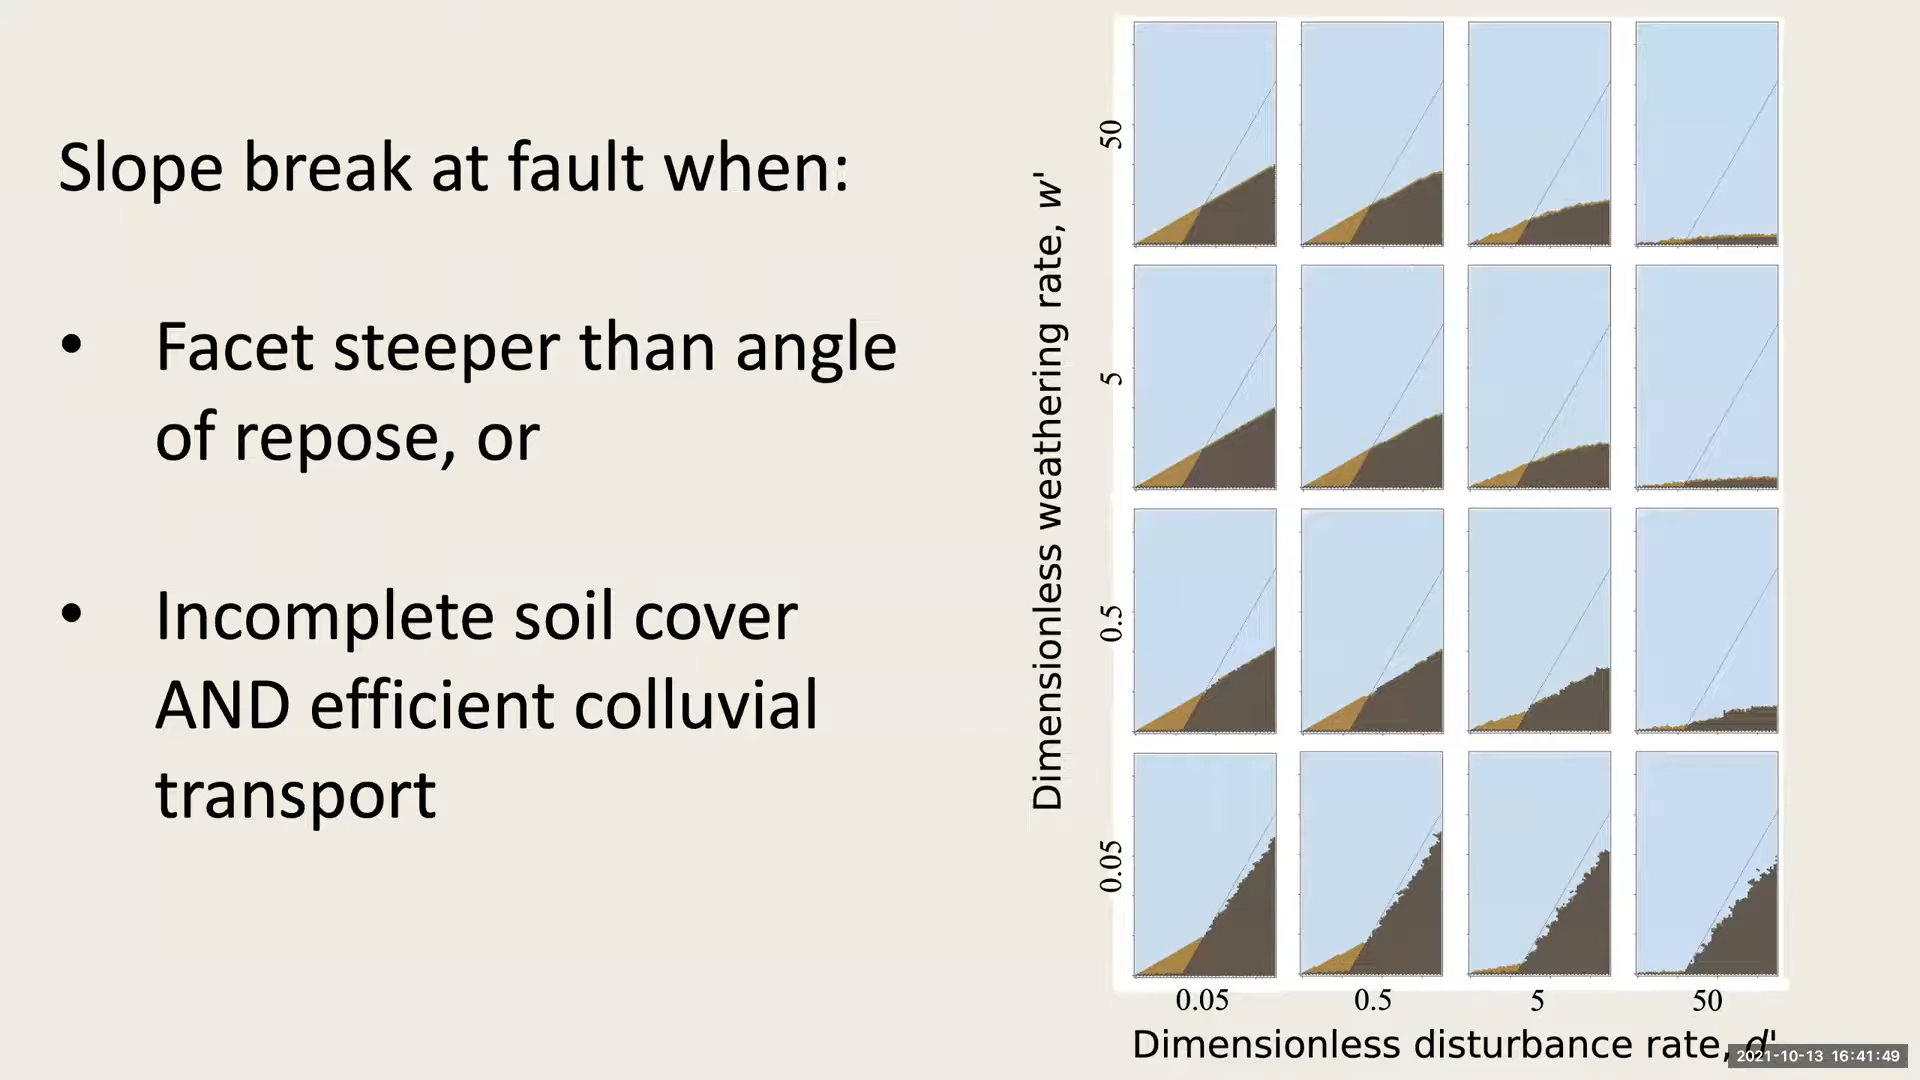 Slope break at fault when:
• Facet steeper than angle
of repose, or
• Incomplete soil cover
AND efficient colluvial
transport
Dimensionless weathering rate, w'
50
5
0.5
0.05
0.05 0.5 5 50
Dimensionless disturbance rate, d'
2021-10-13 16:41:49